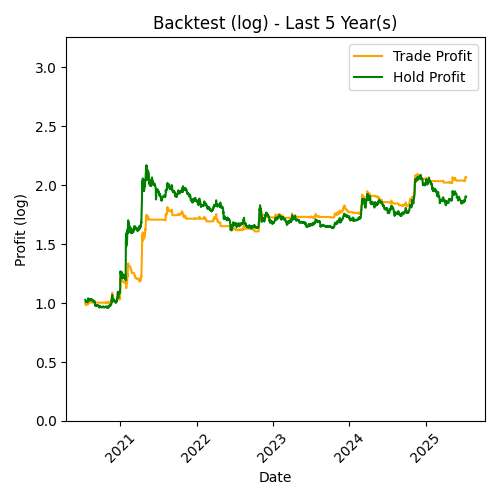 Backtest (log) - Last 5 Year(s)
Trade Profit
Hold Profit
Profit (log)
3.0
2.5
2.0
1.5
1.0
0.5
0.0
2021
2022
2023
2024
2025
Date